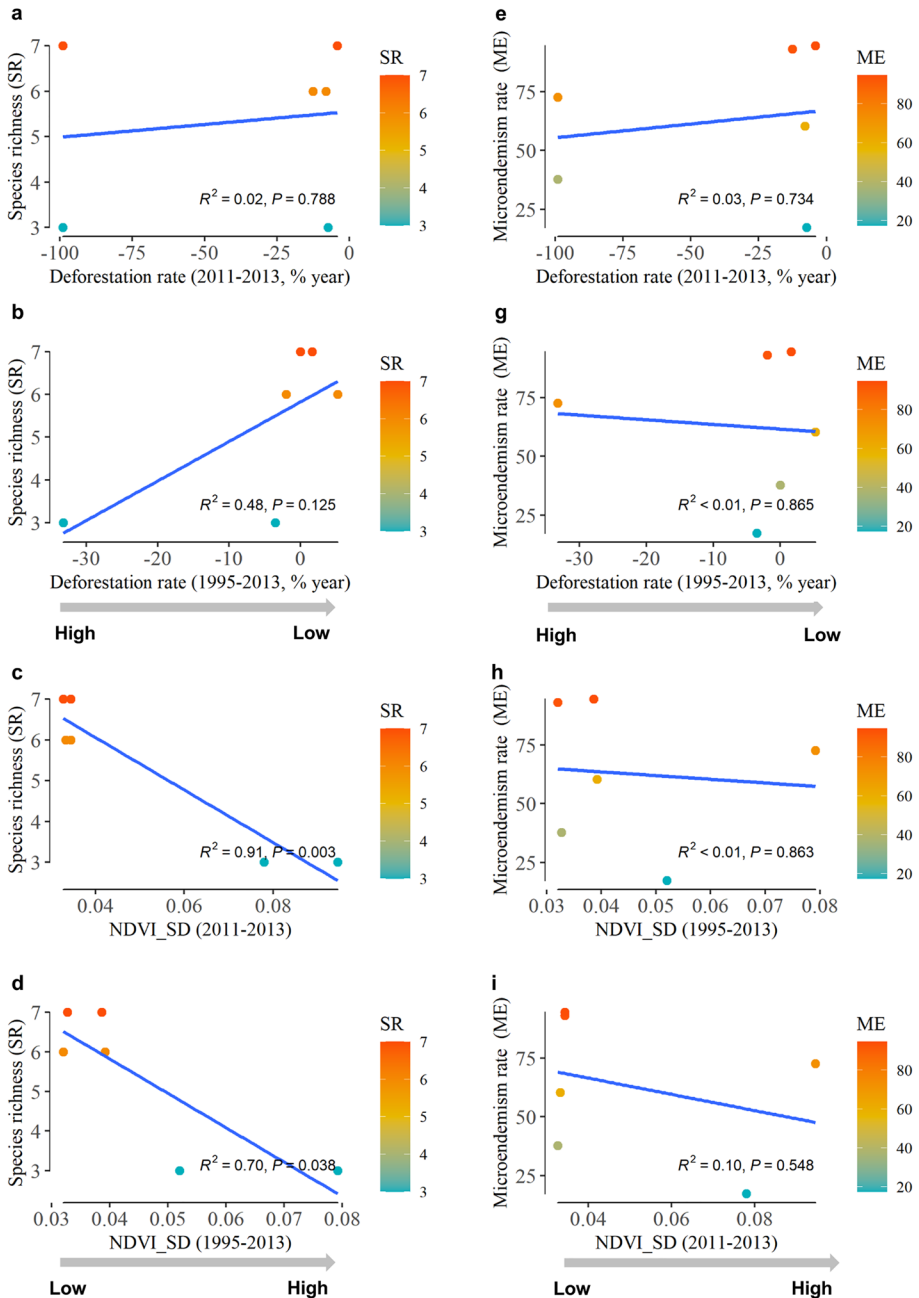 a
Species richness (SR)
7
6
5
4
3
R² = 0.02, P = 0.788
-100
-75
-50
-25
0
Deforestation rate (2011-2013, % year)
SR
7
6
5
4
3
e
Microendemism rate (ME)
75
50
25
R² = 0.03, P = 0.734
-100
-75
-50
-25
0
Deforestation rate (2011-2013, % year)
ME
80
60
40
20
b
Species richness (SR)
7
6
5
4
3
R² = 0.48, P = 0.125
-30
-20
-10
0
Deforestation rate (1995-2013, % year)
High
Low
SR
7
6
5
4
3
g
Microendemism rate (ME)
75
50
25
R² < 0.01, P = 0.865
-30
-20
-10
0
Deforestation rate (1995-2013, % year)
High
Low
ME
80
60
40
20
c
Species richness (SR)
7
6
5
4
3
R² = 0.91, P = 0.003
0.04
0.06
0.08
NDVI_SD (2011-2013)
SR
7
6
5
4
3
h
Microendemism rate (ME)
75
50
25
R² < 0.01, P = 0.863
0.03
0.04
0.05
0.06
0.07
0.08
NDVI_SD (1995-2013)
ME
80
60
40
20
d
Species richness (SR)
7
6
5
4
3
R² = 0.70, P = 0.038
0.03
0.04
0.05
0.06
0.07
0.08
NDVI_SD (1995-2013)
Low
High
SR
7
6
5
4
3
i
Microendemism rate (ME)
75
50
25
R² = 0.10, P = 0.548
0.04
0.06
0.08
NDVI_SD (2011-2013)
Low
High
ME
80
60
40
20